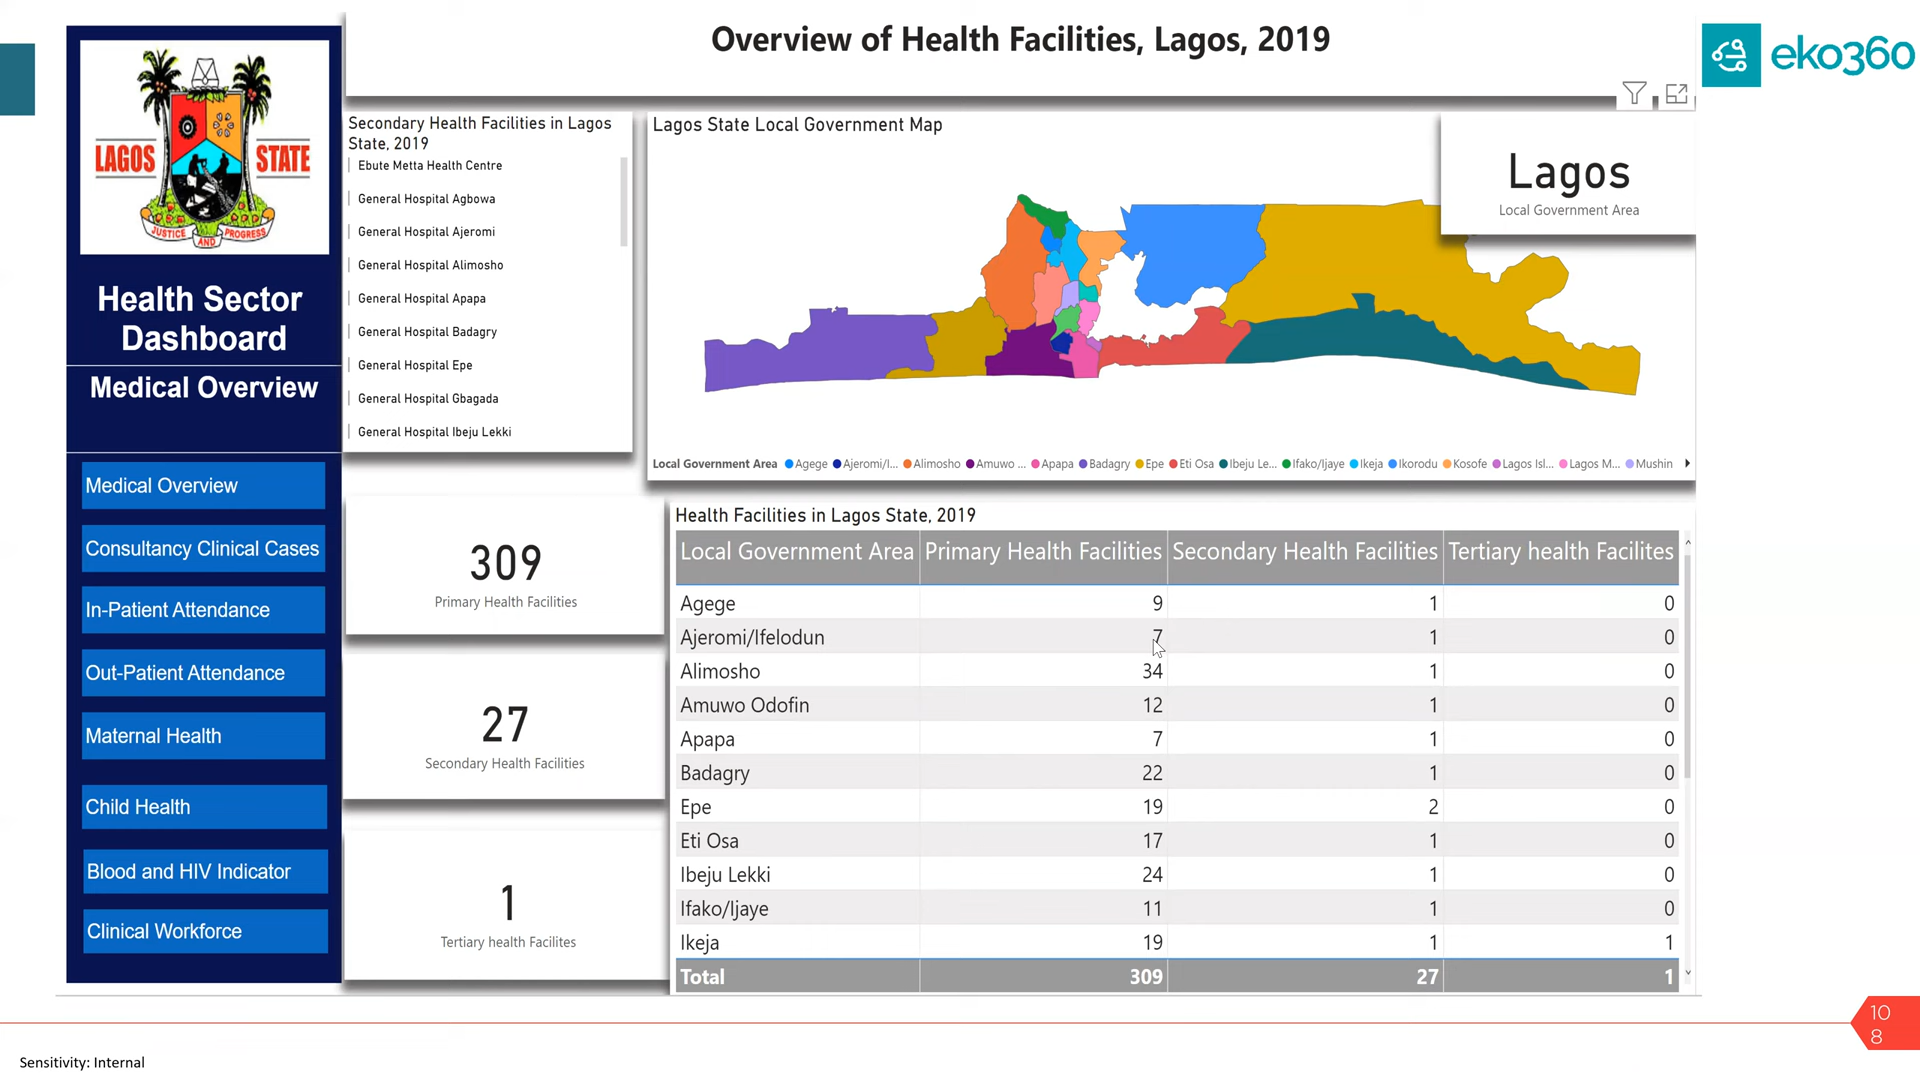 Overview of Health Facilities, Lagos, 2019
eko360
LAGOS STATE
JUSTICE AND PROGRESS
Health Sector
Dashboard
Medical Overview
Medical Overview
Consultancy Clinical Cases
In-Patient Attendance
Out-Patient Attendance
Maternal Health
Child Health
Blood and HIV Indicator
Clinical Workforce
Secondary Health Facilities in Lagos
State, 2019
Ebute Metta Health Centre
General Hospital Agbowa
General Hospital Ajeromi
General Hospital Alimosho
General Hospital Apapa
General Hospital Badagry
General Hospital Epe
General Hospital Gbagada
General Hospital Ibeju Lekki
Lagos State Local Government Map
Lagos
Local Government Area
Local Government Area Agege Ajeromi/I... Alimosho Amuwo ... Apapa Badagry Epe Eti Osa Ibeju Le... Ifako/Ijaye Ikeja Ikorodu Kosofe Lagos Isl... Lagos M... Mushin
309
Primary Health Facilities
27
Secondary Health Facilities
1
Tertiary health Facilites
Health Facilities in Lagos State, 2019
Local Government Area Primary Health Facilities Secondary Health Facilities Tertiary health Facilites
Agege 9 1 0
Ajeromi/Ifelodun 7 1 0
Alimosho 34 1 0
Amuwo Odofin 12 1 0
Apapa 7 1 0
Badagry 22 1 0
Epe 19 2 0
Eti Osa 17 1 0
Ibeju Lekki 24 1 0
Ifako/Ijaye 11 1 0
Ikeja 19 1 1
Total 309 27 1
10
8
Sensitivity: Internal